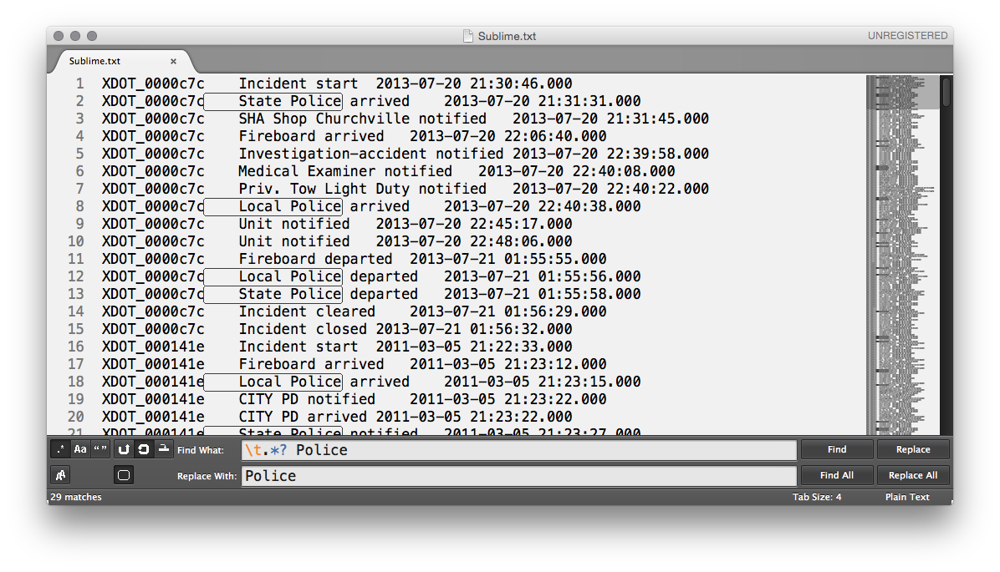 Sublime.txt
UNREGISTERED
Sublime.txt ×
1 XDOT_0000c7c Incident start 2013-07-20 21:30:46.000
2 XDOT_0000c7c State Police arrived 2013-07-20 21:31:31.000
3 XDOT_0000c7c SHA Shop Churchville notified 2013-07-20 21:31:45.000
4 XDOT_0000c7c Fireboard arrived 2013-07-20 22:06:40.000
5 XDOT_0000c7c Investigation-accident notified 2013-07-20 22:39:58.000
6 XDOT_0000c7c Medical Examiner notified 2013-07-20 22:40:08.000
7 XDOT_0000c7c Priv. Tow Light Duty notified 2013-07-20 22:40:22.000
8 XDOT_0000c7c Local Police arrived 2013-07-20 22:40:38.000
9 XDOT_0000c7c Unit notified 2013-07-20 22:45:17.000
10 XDOT_0000c7c Unit notified 2013-07-20 22:48:06.000
11 XDOT_0000c7c Fireboard departed 2013-07-21 01:55:55.000
12 XDOT_0000c7c Local Police departed 2013-07-21 01:55:56.000
13 XDOT_0000c7c State Police departed 2013-07-21 01:55:58.000
14 XDOT_0000c7c Incident cleared 2013-07-21 01:56:29.000
15 XDOT_0000c7c Incident closed 2013-07-21 01:56:32.000
16 XDOT_000141e Incident start 2011-03-05 21:22:33.000
17 XDOT_000141e Fireboard arrived 2011-03-05 21:23:12.000
18 XDOT_000141e Local Police arrived 2011-03-05 21:23:15.000
19 XDOT_000141e CITY PD notified 2011-03-05 21:23:22.000
20 XDOT_000141e CITY PD arrived 2011-03-05 21:23:22.000
21 XDOT_000141e State Police notified 2011-03-05 21:23:27.000
.* Aa “” Find What: \t.*? Police Find Replace
Replace With: Police Find All Replace All
29 matches Tab Size: 4 Plain Text